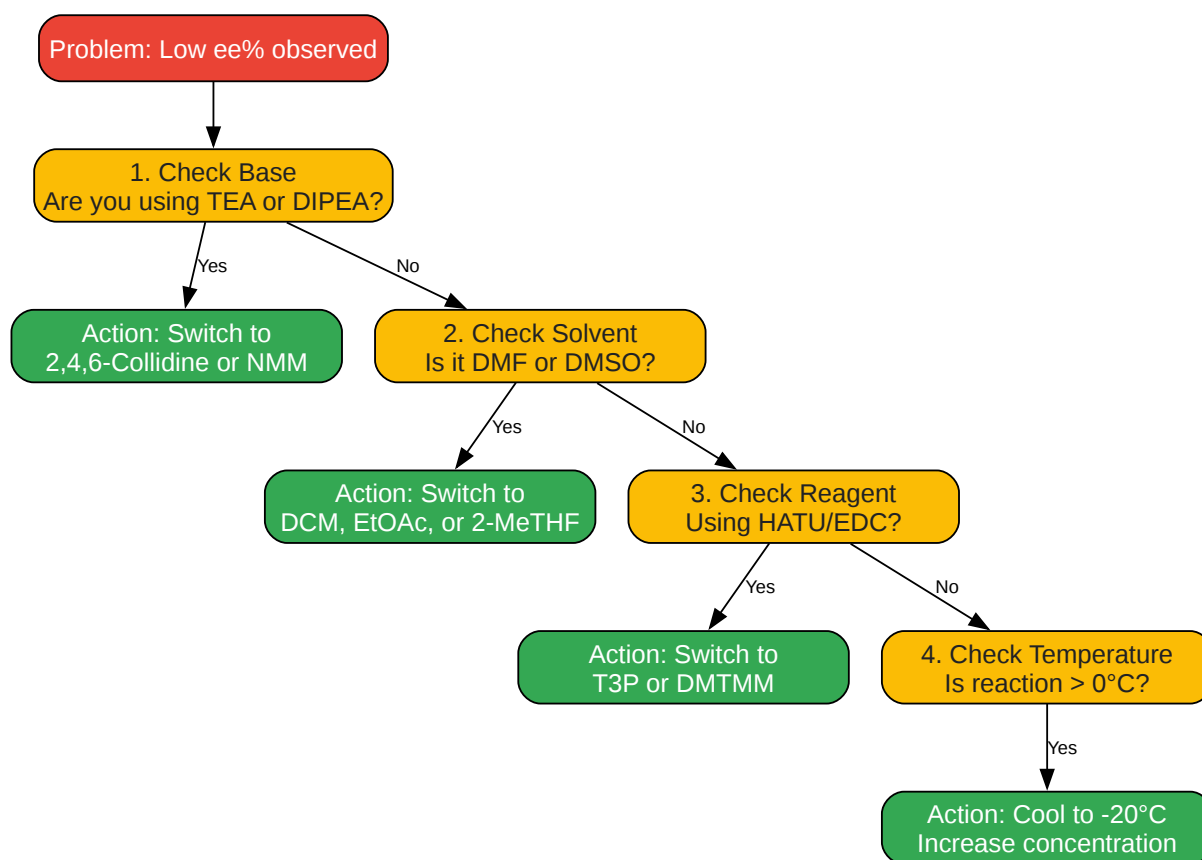 Problem: Low ee% observed
1. Check Base
Are you using TEA or DIPEA?
Yes
No
Action: Switch to
2,4,6-Collidine or NMM
2. Check Solvent
Is it DMF or DMSO?
Yes
No
Action: Switch to
DCM, EtOAc, or 2-MeTHF
3. Check Reagent
Using HATU/EDC?
Yes
No
Action: Switch to
T3P or DMTMM
4. Check Temperature
Is reaction > 0°C?
Yes
Action: Cool to -20°C
Increase concentration